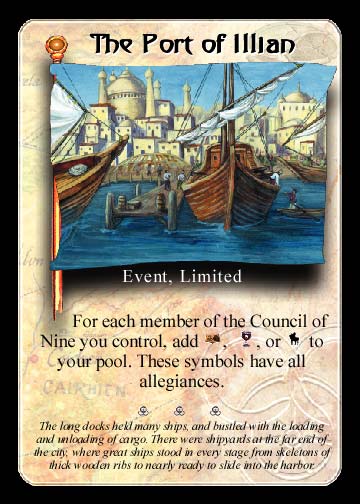 The Port of Illian
Event, Limited
For each member of the Council of
Nine you control, add , , or to
your pool. These symbols have all
allegiances.
CAIRHIEN
The long docks held many ships, and bustled with the loading
and unloading of cargo. There were shipyards at the far end of
the city, where great ships stood in every stage from skeletons of
thick wooden ribs to nearly ready to slide into the harbor.